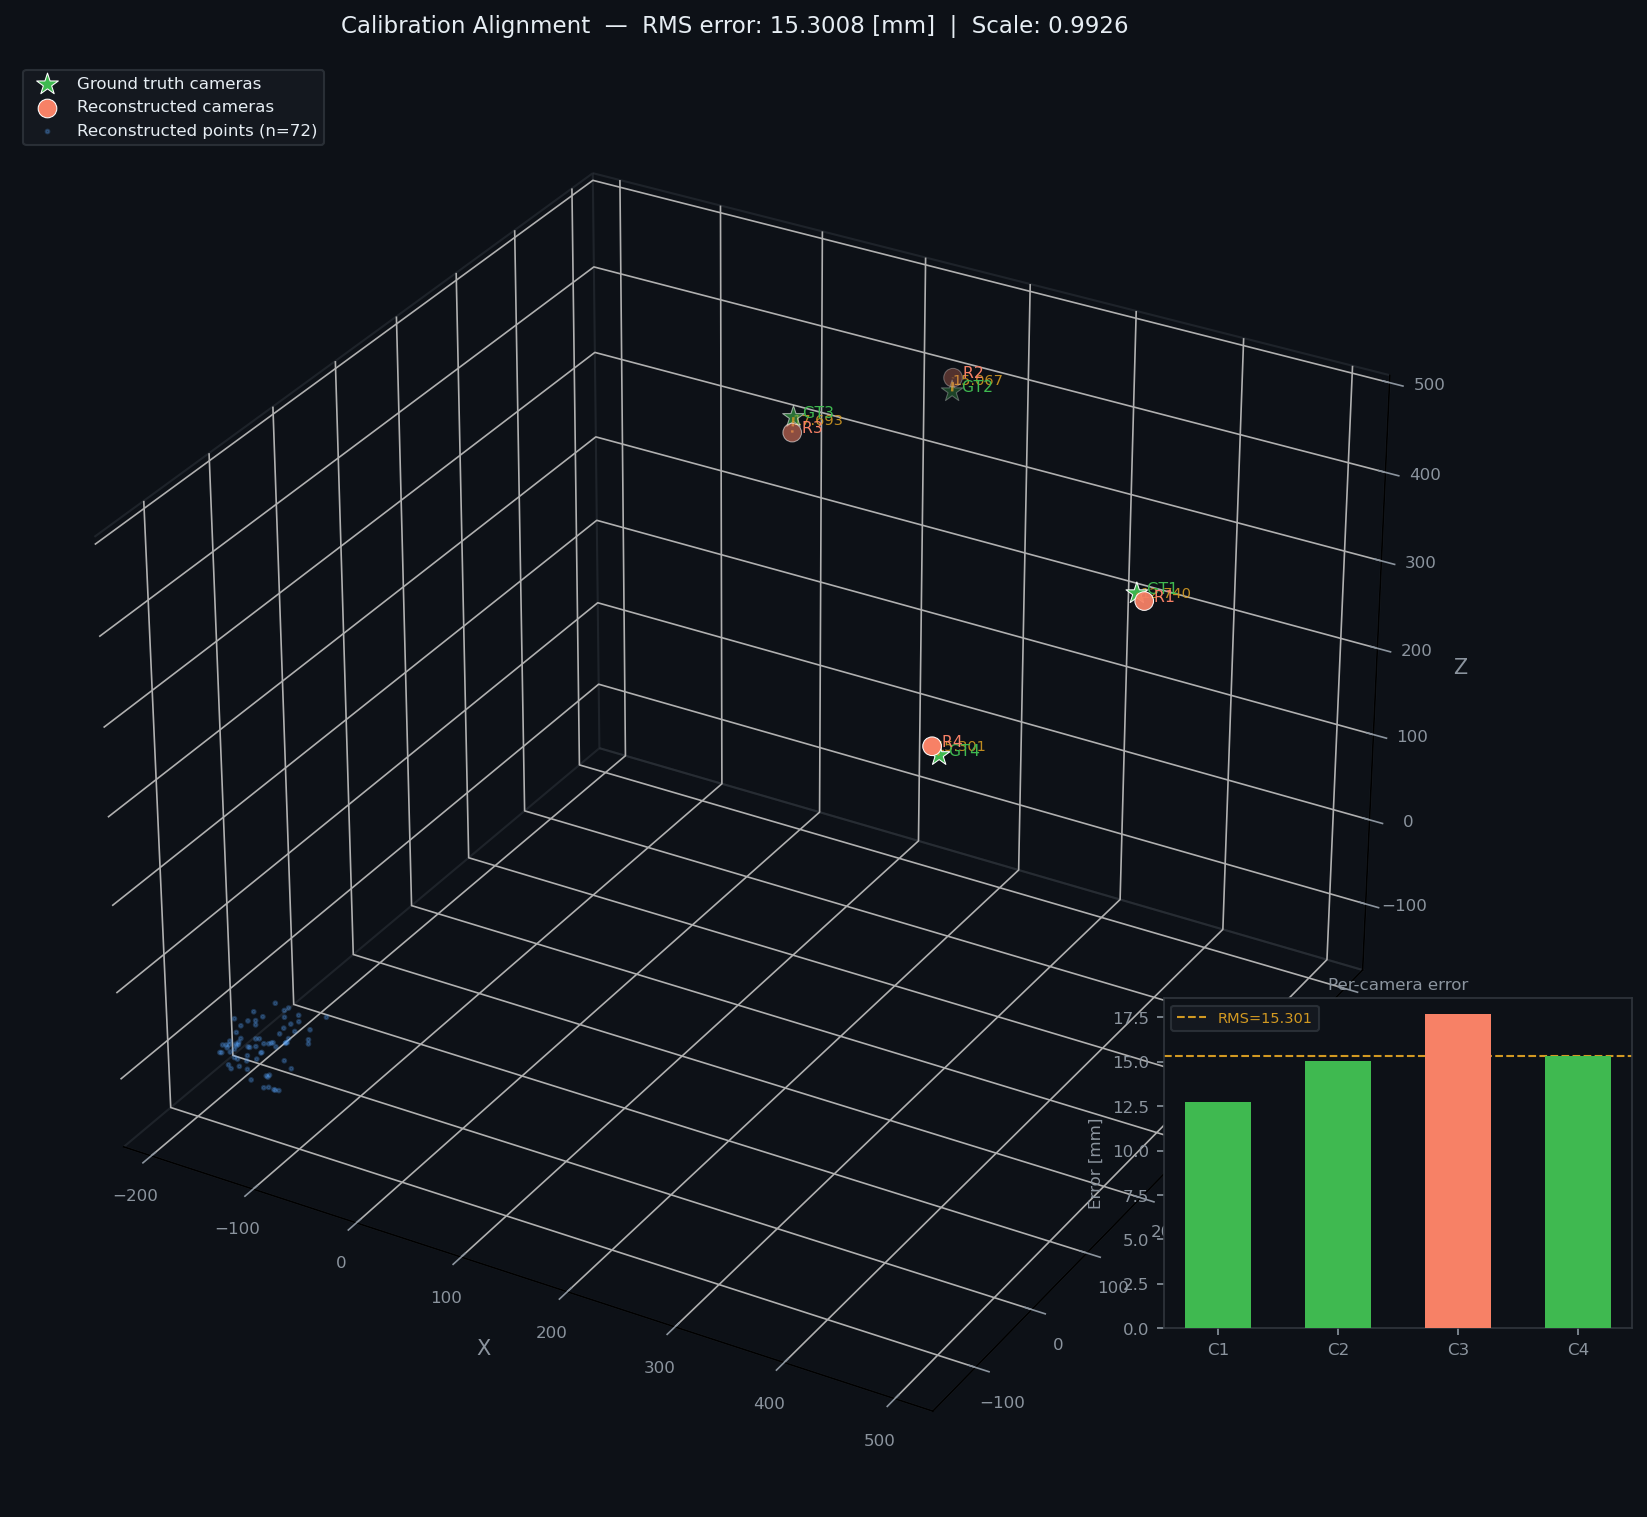 Calibration Alignment — RMS error: 15.3008 [mm] | Scale: 0.9926
Ground truth cameras
Reconstructed cameras
Reconstructed points (n=72)
R2
GT2
GT3
R3
GT1
R1
R4
GT4
500
400
300
200
100
0
−100
Z
−200
−100
0
100
200
300
400
500
X
−100
0
100
Per-camera error
RMS=15.301
Error [mm]
17.5
15.0
12.5
10.0
7.5
5.0
2.5
0.0
C1
C2
C3
C4